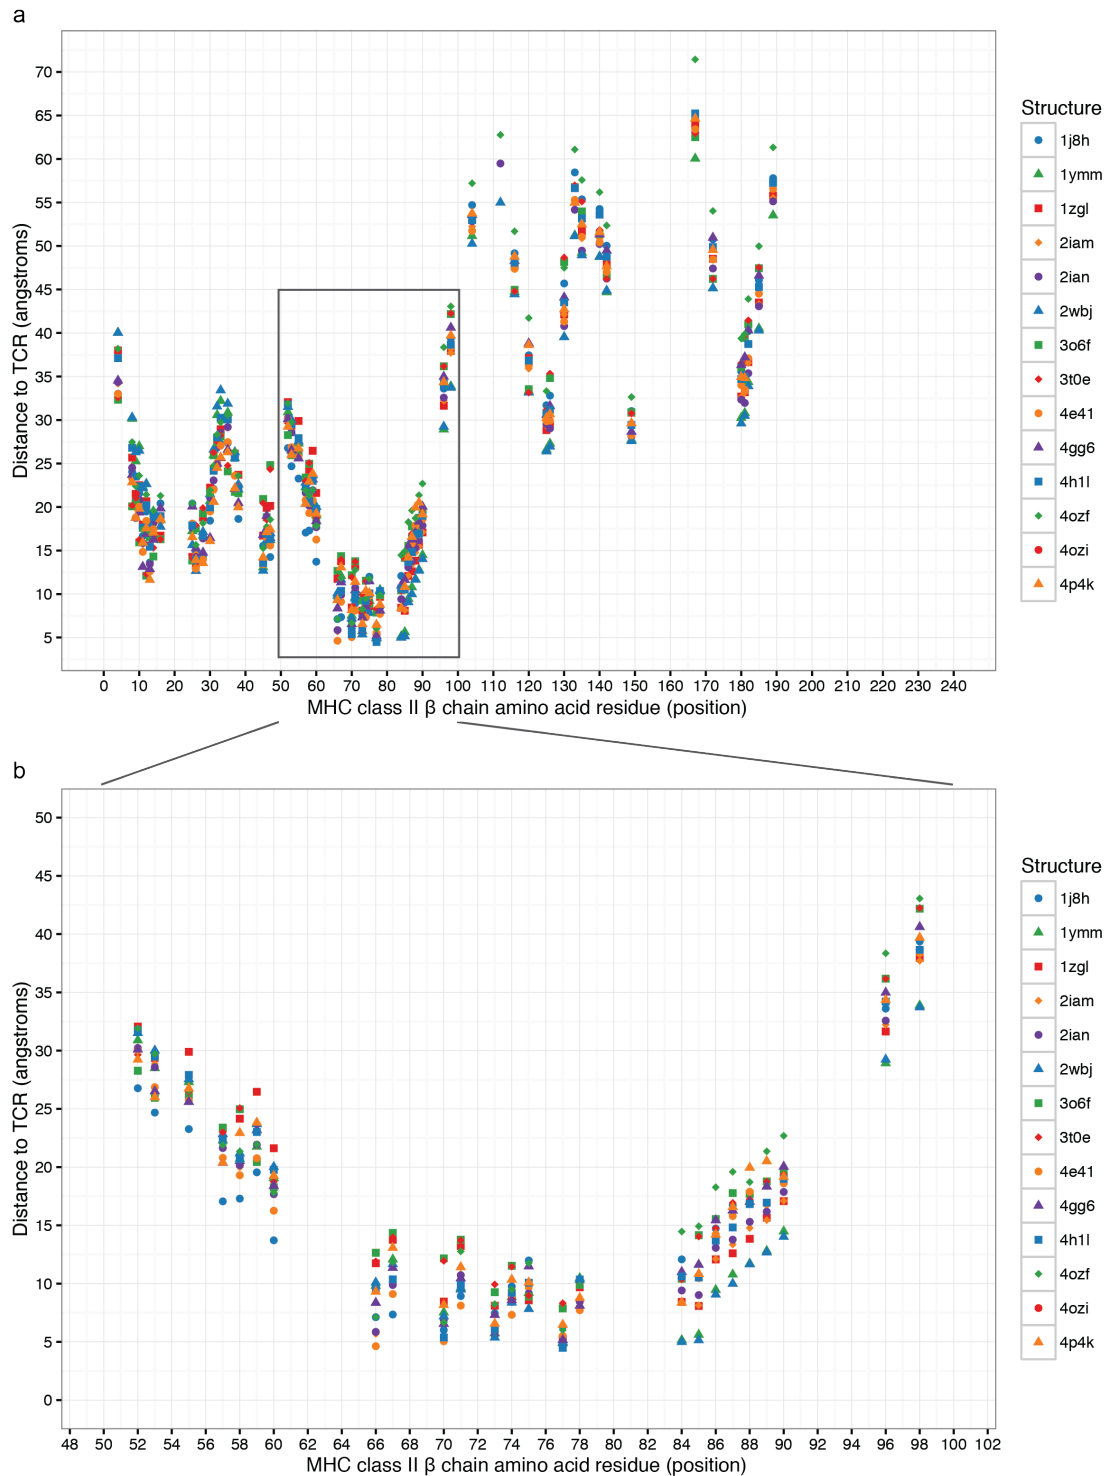 a
70
65
60
55
50
45
40
35
30
25
20
15
10
5
Distance to TCR (angstroms)
0 10 20 30 40 50 60 70 80 90 100 110 120 130 140 150 160 170 180 190 200 210 220 230 240
MHC class II β chain amino acid residue (position)
Structure
1j8h
1ymm
1zgl
2iam
2ian
2wbj
3o6f
3t0e
4e41
4gg6
4h1l
4ozf
4ozi
4p4k
b
50
45
40
35
30
25
20
15
10
5
0
Distance to TCR (angstroms)
48 50 52 54 56 58 60 62 64 66 68 70 72 74 76 78 80 82 84 86 88 90 92 94 96 98 100 102
MHC class II β chain amino acid residue (position)
Structure
1j8h
1ymm
1zgl
2iam
2ian
2wbj
3o6f
3t0e
4e41
4gg6
4h1l
4ozf
4ozi
4p4k